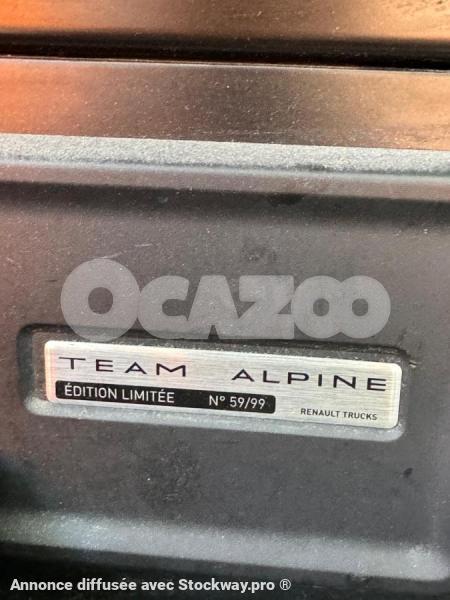 OCAZOO
TEAM ALPINE
ÉDITION LIMITÉE N° 59/99
RENAULT TRUCKS
Annonce diffusée avec Stockway.pro ®